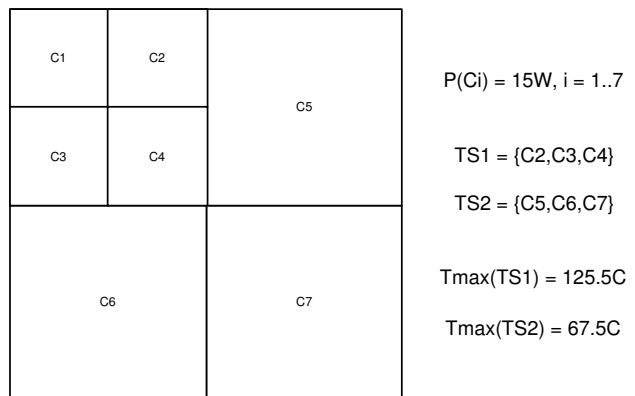 C1
C2
C5
C3
C4
C6
C7
P(Ci) = 15W, i = 1..7
TS1 = {C2,C3,C4}
TS2 = {C5,C6,C7}
Tmax(TS1) = 125.5C
Tmax(TS2) = 67.5C